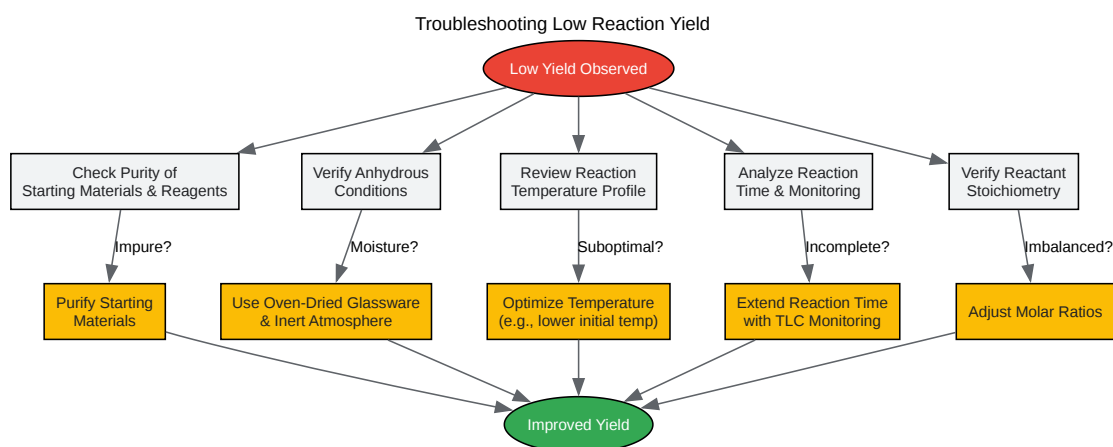 Troubleshooting Low Reaction Yield
Low Yield Observed
Check Purity of
Starting Materials & Reagents
Verify Anhydrous
Conditions
Review Reaction
Temperature Profile
Analyze Reaction
Time & Monitoring
Verify Reactant
Stoichiometry
Impure?
Moisture?
Suboptimal?
Incomplete?
Imbalanced?
Purify Starting
Materials
Use Oven-Dried Glassware
& Inert Atmosphere
Optimize Temperature
(e.g., lower initial temp)
Extend Reaction Time
with TLC Monitoring
Adjust Molar Ratios
Improved Yield